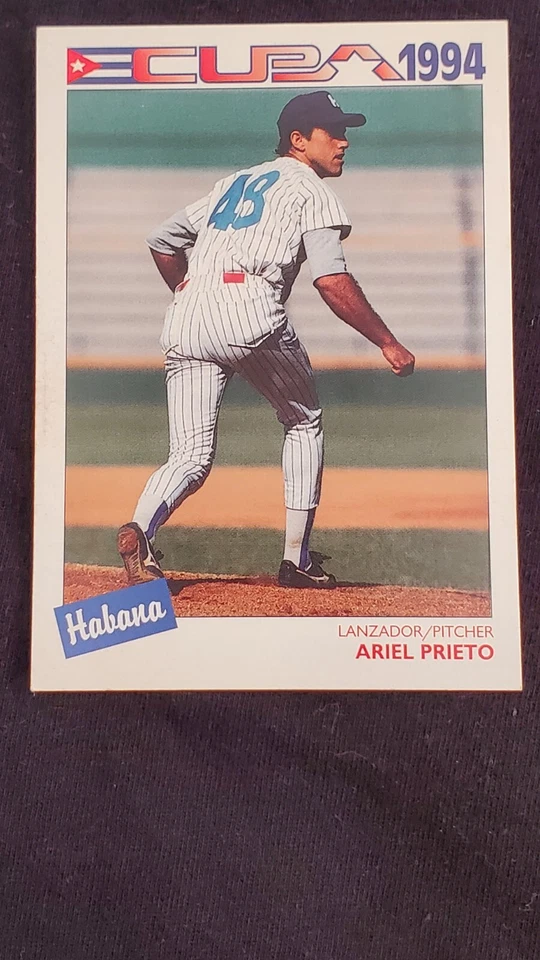 CUBA 1994
48
Habana
LANZADOR/PITCHER
ARIEL PRIETO